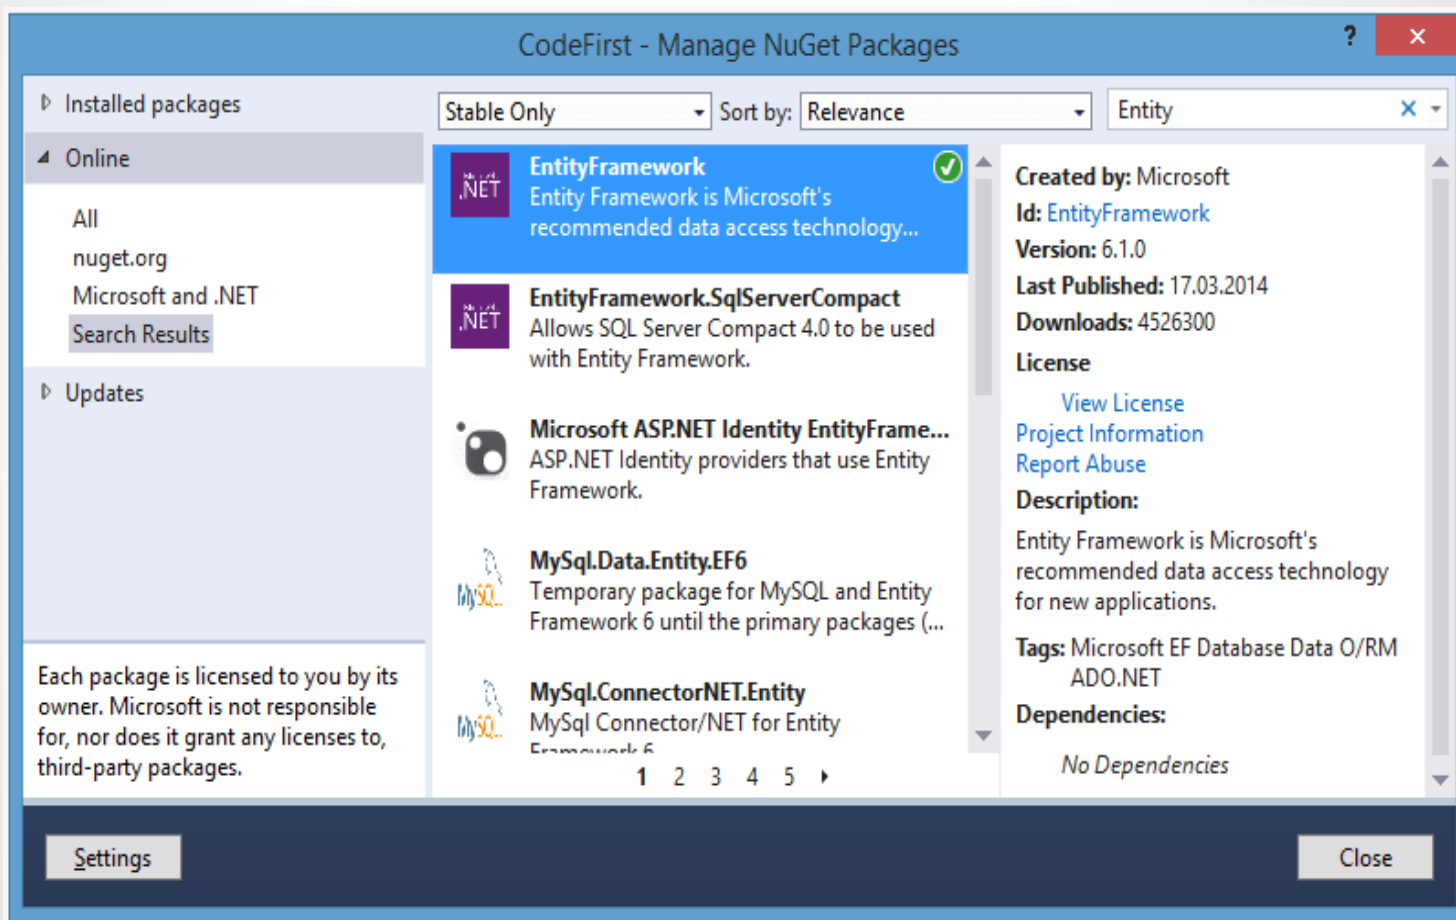 CodeFirst - Manage NuGet Packages
?
Installed packages
Online
All
nuget.org
Microsoft and .NET
Search Results
Updates
Each package is licensed to you by its
owner. Microsoft is not responsible
for, nor does it grant any licenses to,
third-party packages.
Stable Only
Sort by: Relevance
Entity
.NET
EntityFramework
Entity Framework is Microsoft's
recommended data access technology...
.NET
EntityFramework.SqlServerCompact
Allows SQL Server Compact 4.0 to be used
with Entity Framework.
Microsoft ASP.NET Identity EntityFrame...
ASP.NET Identity providers that use Entity
Framework.
MySQL
MySql.Data.Entity.EF6
Temporary package for MySQL and Entity
Framework 6 until the primary packages (...
MySQL
MySql.ConnectorNET.Entity
MySql Connector/NET for Entity
Framework 6
1 2 3 4 5
Created by: Microsoft
Id: EntityFramework
Version: 6.1.0
Last Published: 17.03.2014
Downloads: 4526300
License
View License
Project Information
Report Abuse
Description:
Entity Framework is Microsoft's
recommended data access technology
for new applications.
Tags: Microsoft EF Database Data O/RM
ADO.NET
Dependencies:
No Dependencies
Settings
Close